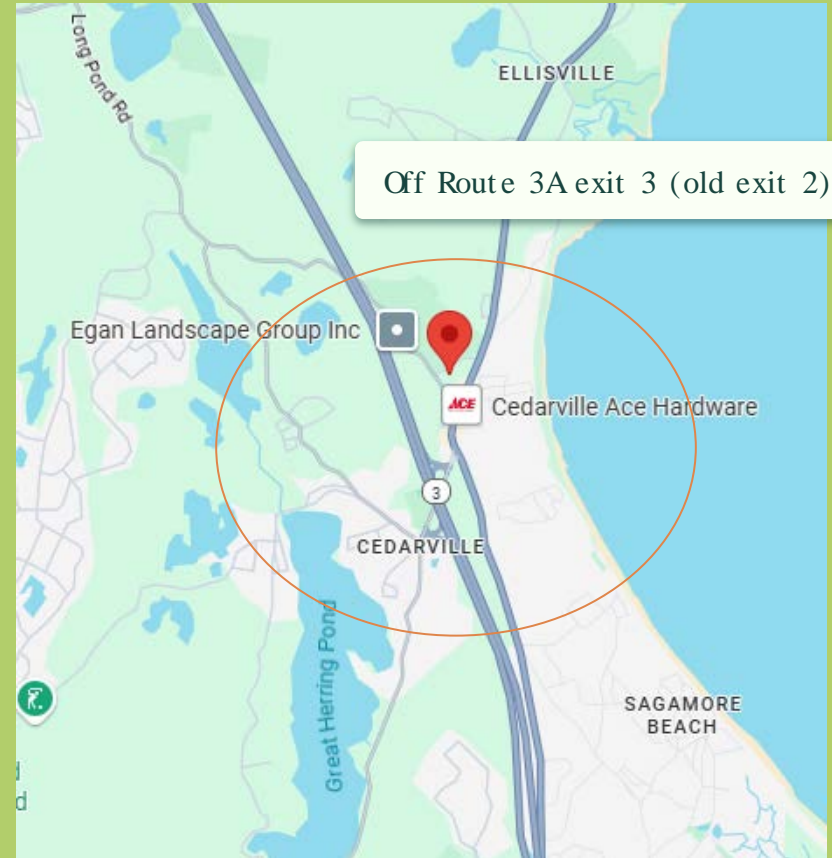 Long Pond Rd
ELLISVILLE
Off Route 3A exit 3 (old exit 2)
Egan Landscape Group Inc
ACE
Cedarville Ace Hardware
3
CEDARVILLE
Great Herring Pond
SAGAMORE
BEACH
d